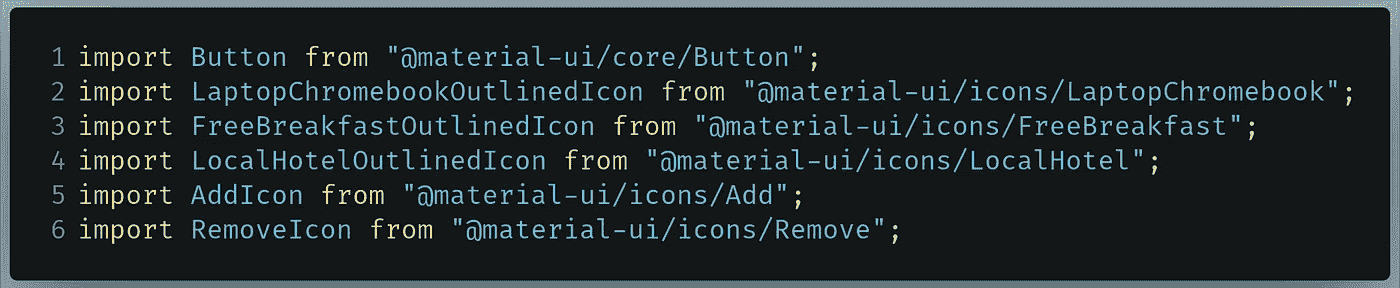 1 import Button from "@material-ui/core/Button";
2 import LaptopChromebookOutlinedIcon from "@material-ui/icons/LaptopChromebook";
3 import FreeBreakfastOutlinedIcon from "@material-ui/icons/FreeBreakfast";
4 import LocalHotelOutlinedIcon from "@material-ui/icons/LocalHotel";
5 import AddIcon from "@material-ui/icons/Add";
6 import RemoveIcon from "@material-ui/icons/Remove";